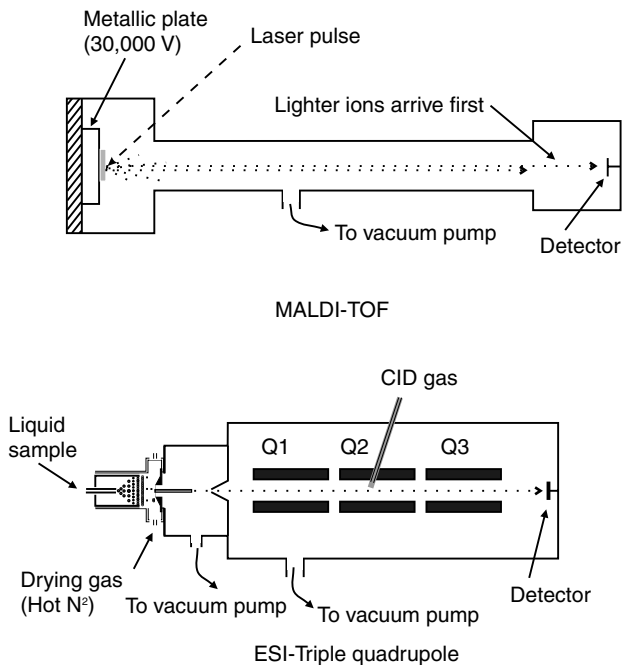 Metallic plate
(30,000 V)
Laser pulse
Lighter ions arrive first
To vacuum pump
Detector
MALDI-TOF
CID gas
Liquid
sample
Q1
Q2
Q3
Drying gas
(Hot N²)
To vacuum pump
To vacuum pump
Detector
ESI-Triple quadrupole